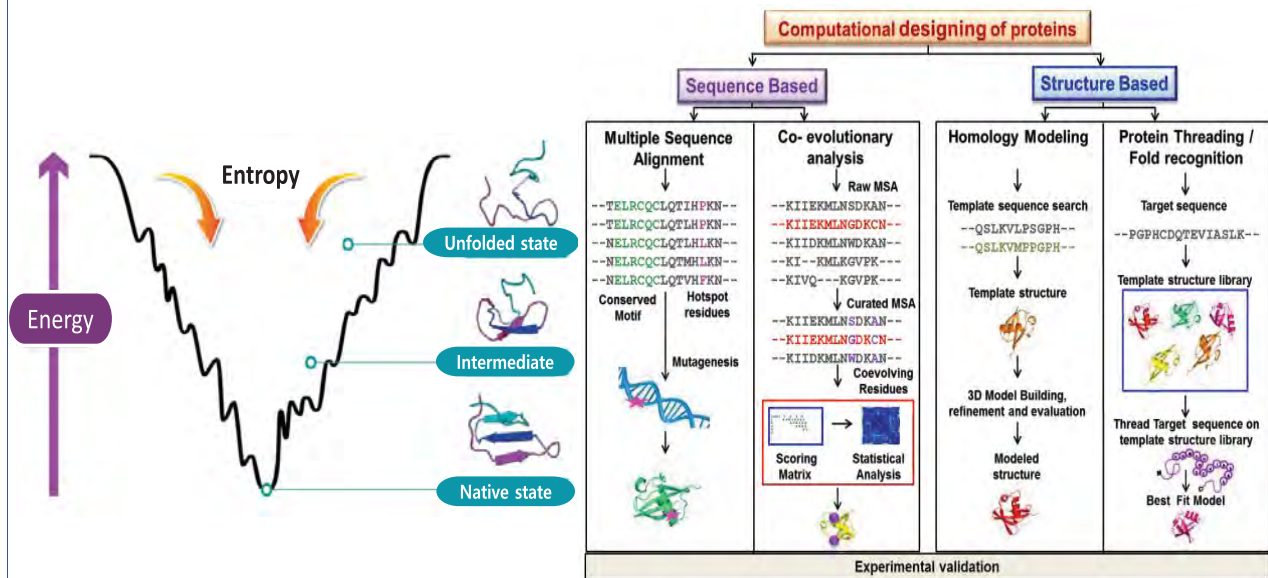 Energy
Entropy
Unfolded state
Intermediate
Native state
Computational designing of proteins
Sequence Based
Structure Based
Multiple Sequence
Alignment
--TELRCQCLQTIHPKN--
--TELRCQCLQTIHPKN--
--NELRCQCLQTLHLKN--
--NELRCQCLQTMHLKN--
--NELRCQCLQTVHFKN--
Conserved
Motif
Hotspot
residues
Mutagenesis
Co- evolutionary
analysis
Raw MSA
--KIIEKMLNSDKAN--
--KIIEKMLNGDKCN--
--KIIDKMLNWDKAN--
--KI---KMLKGVPK--
--KIVQ----KGVPK--
Curated MSA
--KIIEKMLNSDKAN--
--KIIEKMLNGDKCN--
--KIIDKMLNWDKAN--
Coevolving
Residues
Scoring
Matrix
Statistical
Analysis
Homology Modeling
Template sequence search
--QSLKVLPSGPH--
--QSLKVMPPGPH--
Template structure
3D Model Building,
refinement and evaluation
Modeled
structure
Protein Threading /
Fold recognition
Target sequence
--PGPHCDQTEVIASLK--
Template structure library
Thread Target sequence on
template structure library
Best Fit Model
Experimental validation